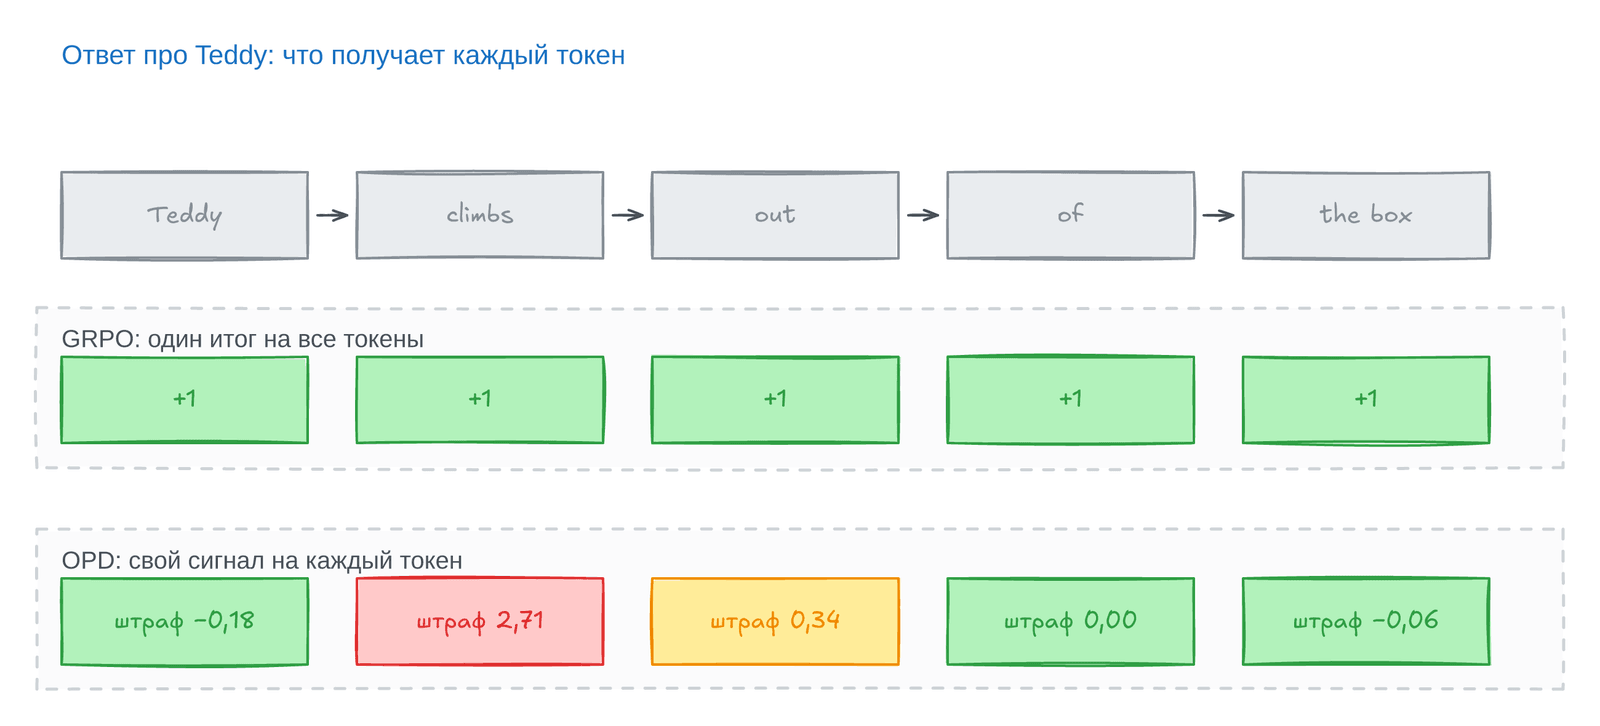 Ответ про Teddy: что получает каждый токен
Teddy climbs out of the box
GRPO: один итог на все токены
+1 +1 +1 +1 +1
OPD: свой сигнал на каждый токен
штраф −0,18 штраф 2,71 штраф 0,34 штраф 0,00 штраф −0,06